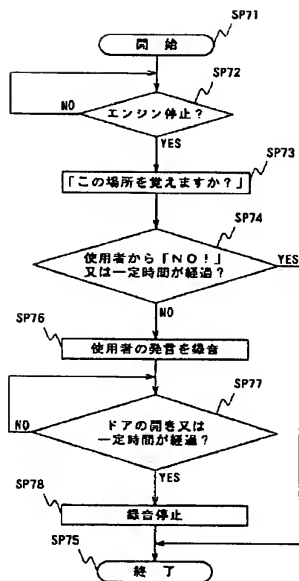 SP71
開始
SP72
エンジン停止?
NO
YES
SP73
「この場所を覚えますか?」
SP74
使用者から「NO!」
又は一定時間が経過?
YES
NO
SP76
使用者の発言を録音
SP77
ドアの開き又は
一定時間が経過?
NO
YES
SP78
録音停止
SP75
終了